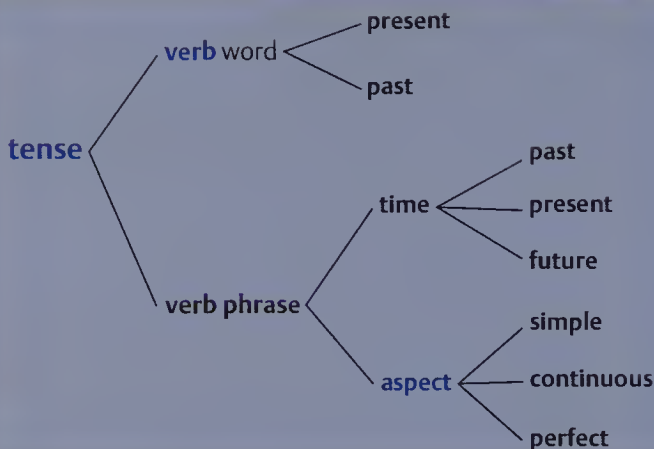 present
verb word
past
tense
past
time
present
future
verb phrase
simple
aspect
continuous
perfect